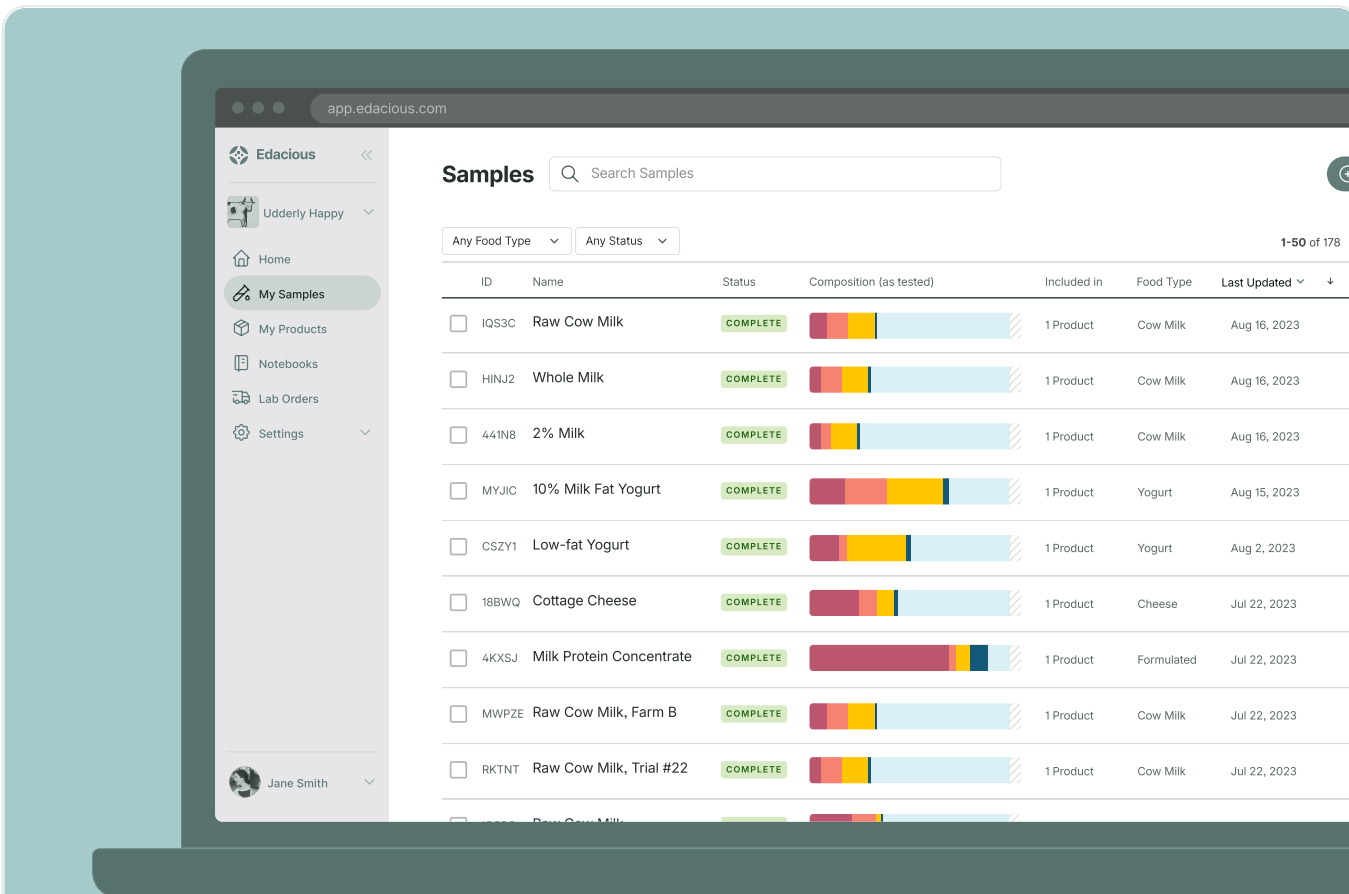 app.edacious.com
Edacious
Udderly Happy
Home
My Samples
My Products
Notebooks
Lab Orders
Settings
Jane Smith
Samples
Search Samples
Any Food Type
Any Status
1-50 of 178
ID Name Status Composition (as tested) Included in Food Type Last Updated
IQS3C Raw Cow Milk COMPLETE 1 Product Cow Milk Aug 16, 2023
HINJ2 Whole Milk COMPLETE 1 Product Cow Milk Aug 16, 2023
441N8 2% Milk COMPLETE 1 Product Cow Milk Aug 16, 2023
MYJIC 10% Milk Fat Yogurt COMPLETE 1 Product Yogurt Aug 15, 2023
CSZY1 Low-fat Yogurt COMPLETE 1 Product Yogurt Aug 2, 2023
18BWQ Cottage Cheese COMPLETE 1 Product Cheese Jul 22, 2023
4KXSJ Milk Protein Concentrate COMPLETE 1 Product Formulated Jul 22, 2023
MWPZE Raw Cow Milk, Farm B COMPLETE 1 Product Cow Milk Jul 22, 2023
RKTNT Raw Cow Milk, Trial #22 COMPLETE 1 Product Cow Milk Jul 22, 2023
Raw Cow Milk